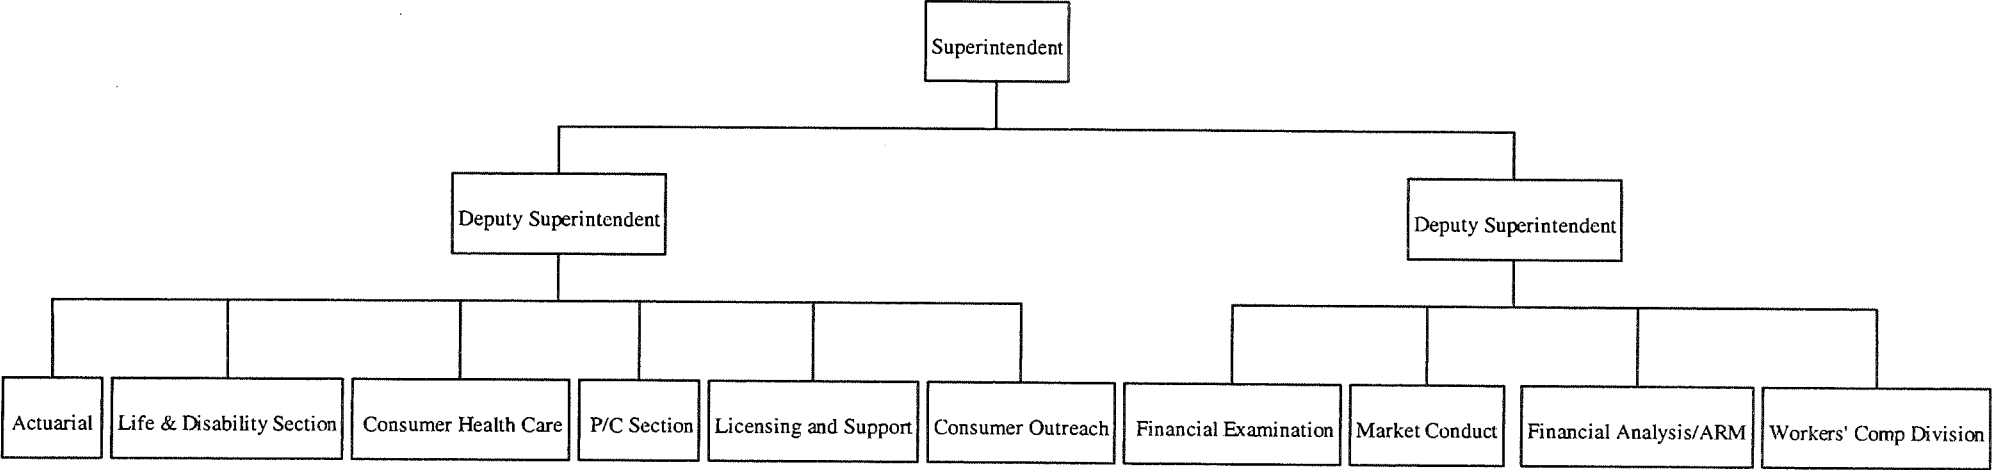 Superintendent
Deputy Superintendent
Deputy Superintendent
Actuarial
Life & Disability Section
Consumer Health Care
P/C Section
Licensing and Support
Consumer Outreach
Financial Examination
Market Conduct
Financial Analysis/ARM
Workers' Comp Division